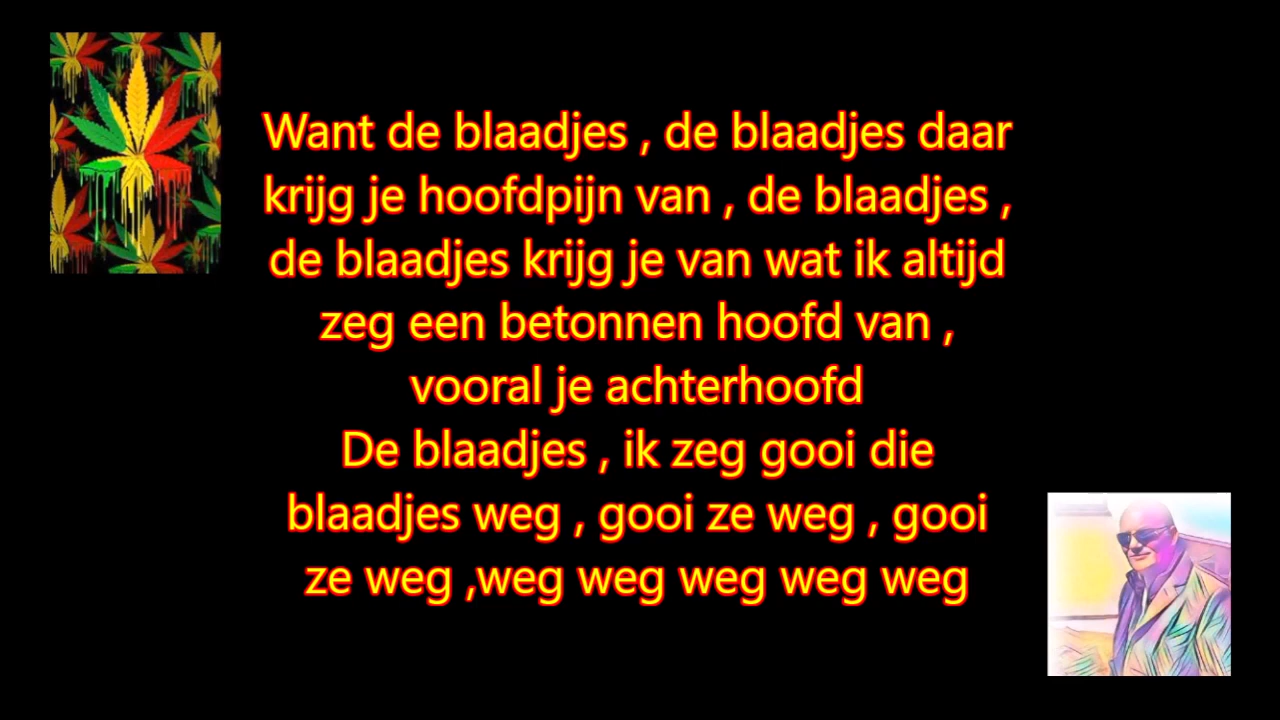 Want de blaadjes , de blaadjes daar
krijg je hoofdpijn van , de blaadjes ,
de blaadjes krijg je van wat ik altijd
zeg een betonnen hoofd van ,
vooral je achterhoofd
De blaadjes , ik zeg gooi die
blaadjes weg , gooi ze weg , gooi
ze weg ,weg weg weg weg weg